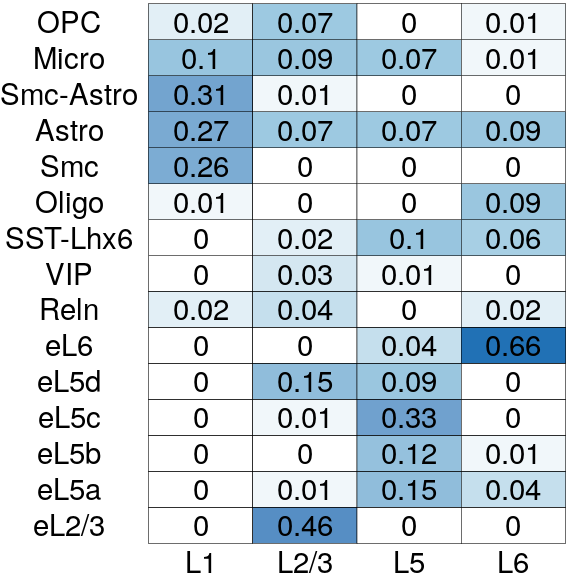 OPC 0.02 0.07 0 0.01
Micro 0.1 0.09 0.07 0.01
Smc-Astro 0.31 0.01 0 0
Astro 0.27 0.07 0.07 0.09
Smc 0.26 0 0 0
Oligo 0.01 0 0 0.09
SST-Lhx6 0 0.02 0.1 0.06
VIP 0 0.03 0.01 0
Reln 0.02 0.04 0 0.02
eL6 0 0 0.04 0.66
eL5d 0 0.15 0.09 0
eL5c 0 0.01 0.33 0
eL5b 0 0 0.12 0.01
eL5a 0 0.01 0.15 0.04
eL2/3 0 0.46 0 0
L1 L2/3 L5 L6